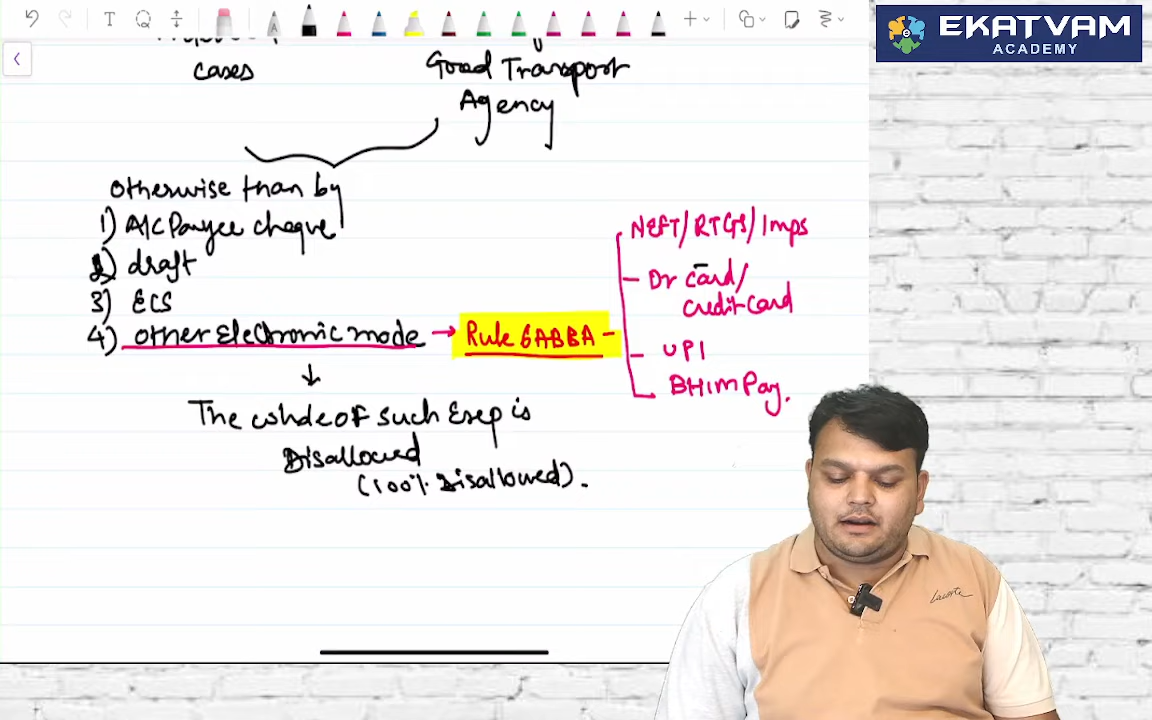 EKATVAM
ACADEMY
T
cases
Good Transport
Agency
otherwise than by
1) A/C Payee cheque
2) draft
3) ECS
4) other Electronic mode → Rule 6ABBA
NEFT/RTGS/Imps
Dr card/
credit card
UPI
BHIM Pay.
The whole of such Exep is
Disallowed
(100% Disallowed).
Lacoste